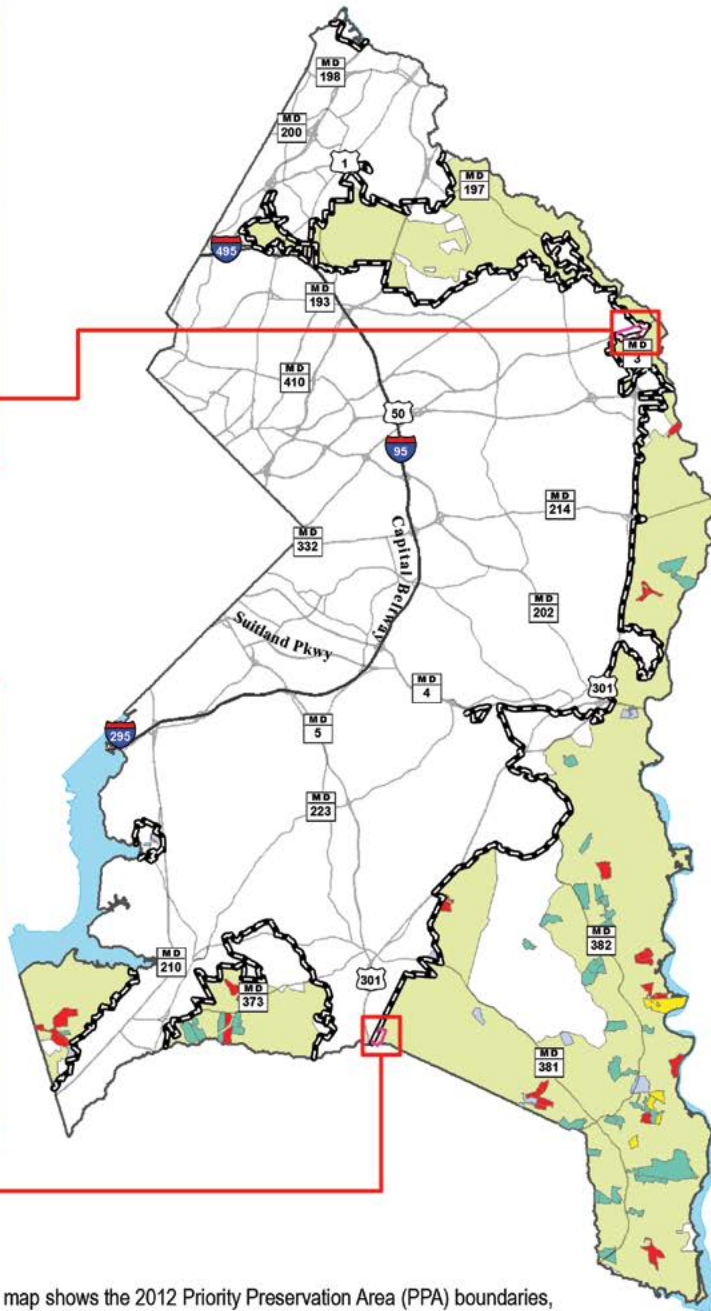 MD
198
MD
200
1
MD
197
495
MD
193
MD
3
MD
410
50
95
MD
214
MD
332
Capital Beltway
MD
202
Suitland Pkwy
MD
4
301
295
MD
5
MD
223
MD
382
MD
210
MD
373
301
MD
381
map shows the 2012 Priority Preservation Area (PPA) boundaries,